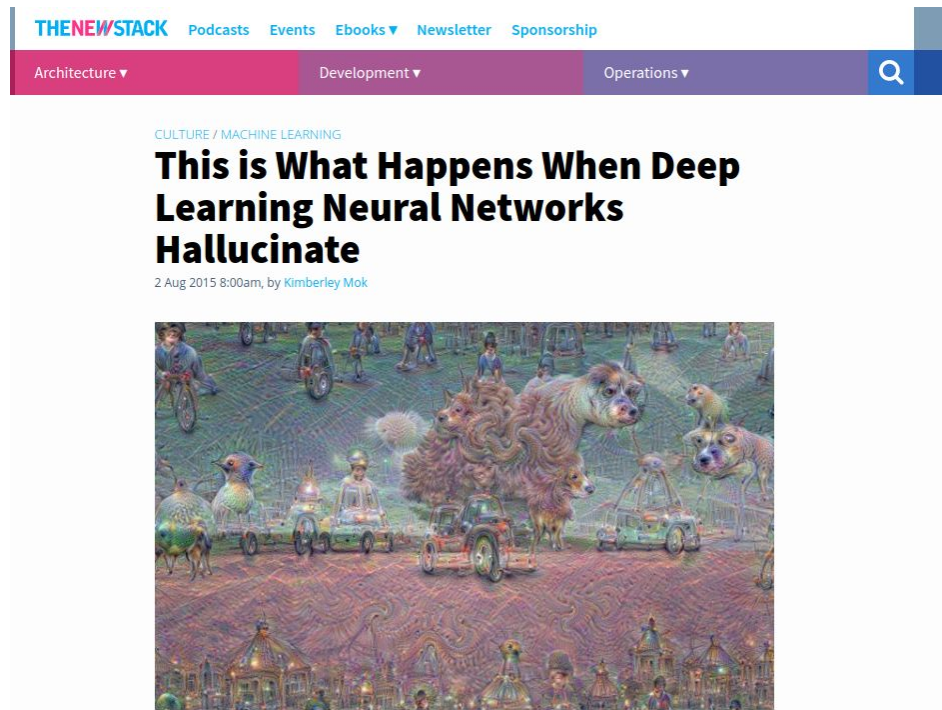 THENEWSTACK Podcasts Events Ebooks ▾ Newsletter Sponsorship
Architecture ▾ Development ▾ Operations ▾
CULTURE / MACHINE LEARNING
This is What Happens When Deep
Learning Neural Networks
Hallucinate
2 Aug 2015 8:00am, by Kimberley Mok